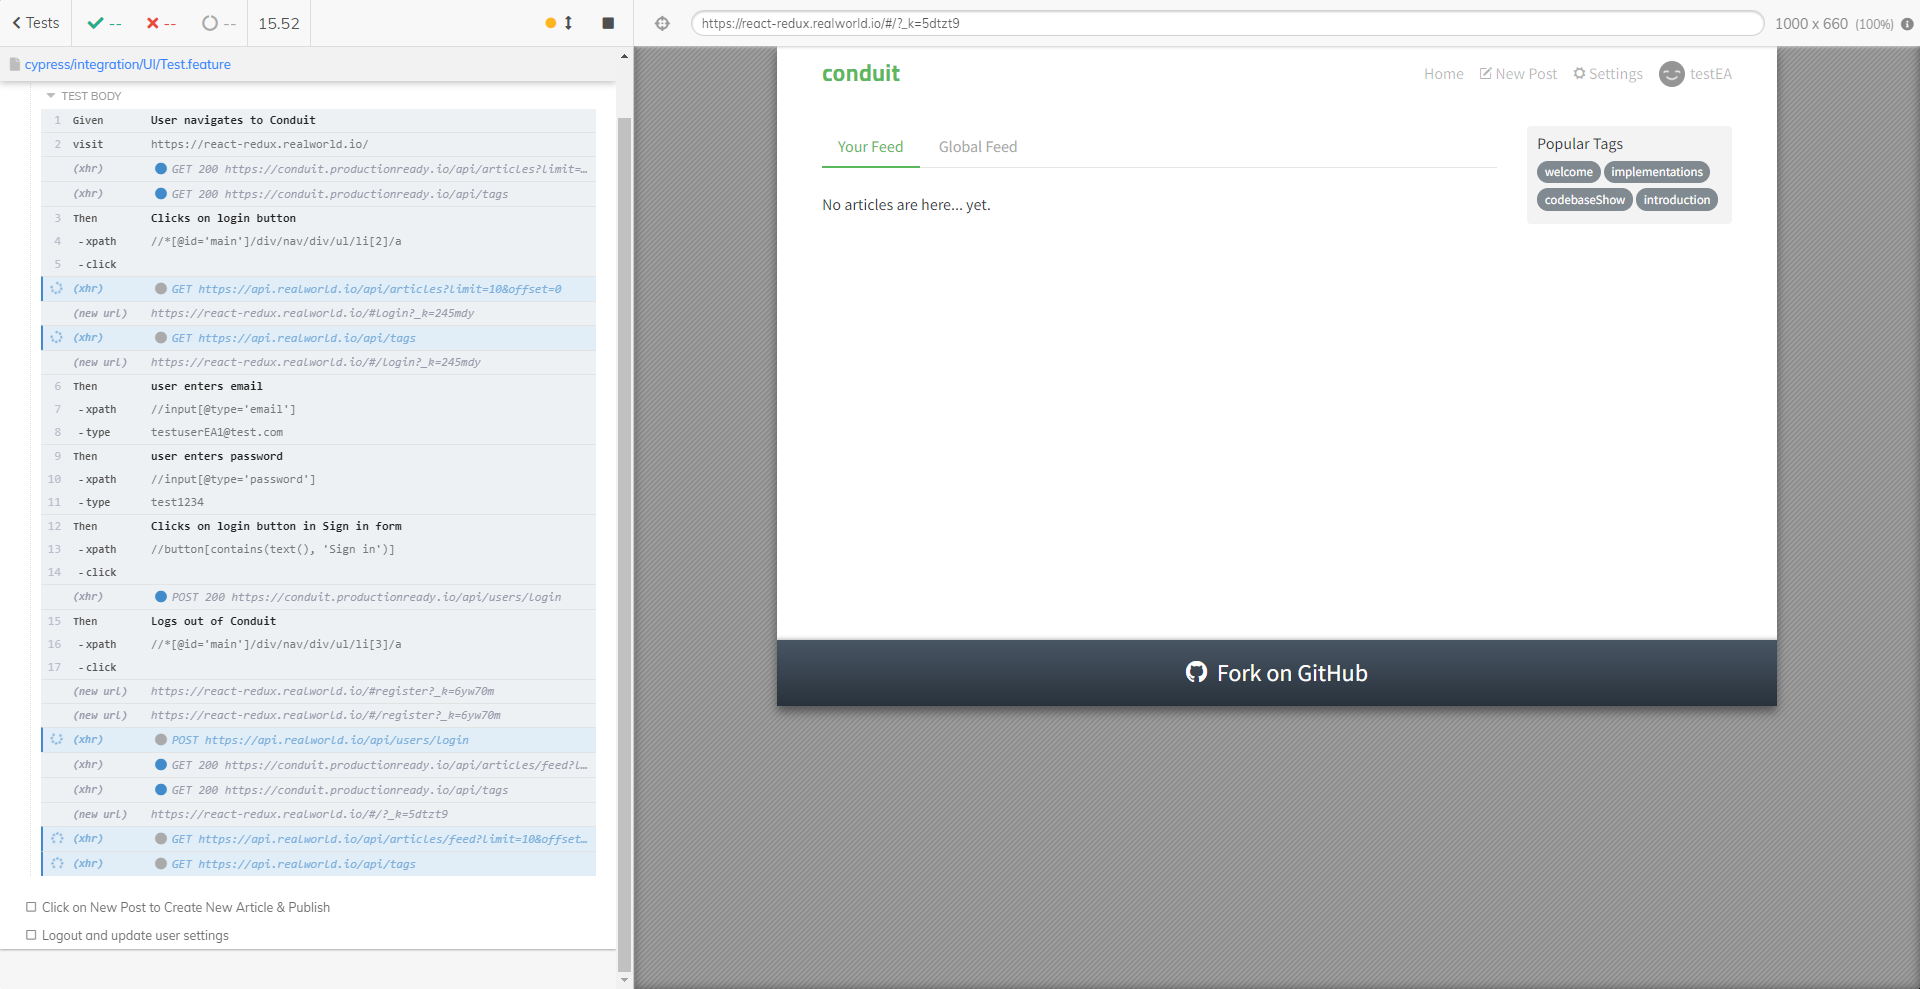 Tests -- -- -- 15.52
cypress/integration/UI/Test.feature
TEST BODY
1 Given User navigates to Conduit
2 visit https://react-redux.realworld.io/
(xhr) GET 200 https://conduit.productionready.io/api/articles?limit=…
(xhr) GET 200 https://conduit.productionready.io/api/tags
3 Then Clicks on login button
4 -xpath //*[@id='main']/div/nav/div/ul/li[2]/a
5 -click
(xhr) GET https://api.realworld.io/api/articles?limit=10&offset=0
(new url) https://react-redux.realworld.io/#login?_k=245mdy
(xhr) GET https://api.realworld.io/api/tags
(new url) https://react-redux.realworld.io/#/login?_k=245mdy
6 Then user enters email
7 -xpath //input[@type='email']
8 -type testuserEA1@test.com
9 Then user enters password
10 -xpath //input[@type='password']
11 -type test1234
12 Then Clicks on login button in Sign in form
13 -xpath //button[contains(text(), 'Sign in')]
14 -click
(xhr) POST 200 https://conduit.productionready.io/api/users/login
15 Then Logs out of Conduit
16 -xpath //*[@id='main']/div/nav/div/ul/li[3]/a
17 -click
(new url) https://react-redux.realworld.io/#register?_k=6yw70m
(new url) https://react-redux.realworld.io/#/register?_k=6yw70m
(xhr) POST https://api.realworld.io/api/users/login
(xhr) GET 200 https://conduit.productionready.io/api/articles/feed?l…
(xhr) GET 200 https://conduit.productionready.io/api/tags
(new url) https://react-redux.realworld.io/#/?_k=5dtzt9
(xhr) GET https://api.realworld.io/api/articles/feed?limit=10&offset…
(xhr) GET https://api.realworld.io/api/tags
Click on New Post to Create New Article & Publish
Logout and update user settings
https://react-redux.realworld.io/#/?_k=5dtzt9 1000 x 660 (100%)
conduit Home New Post Settings testEA
Your Feed Global Feed
No articles are here... yet.
Popular Tags
welcome implementations
codebaseShow introduction
Fork on GitHub